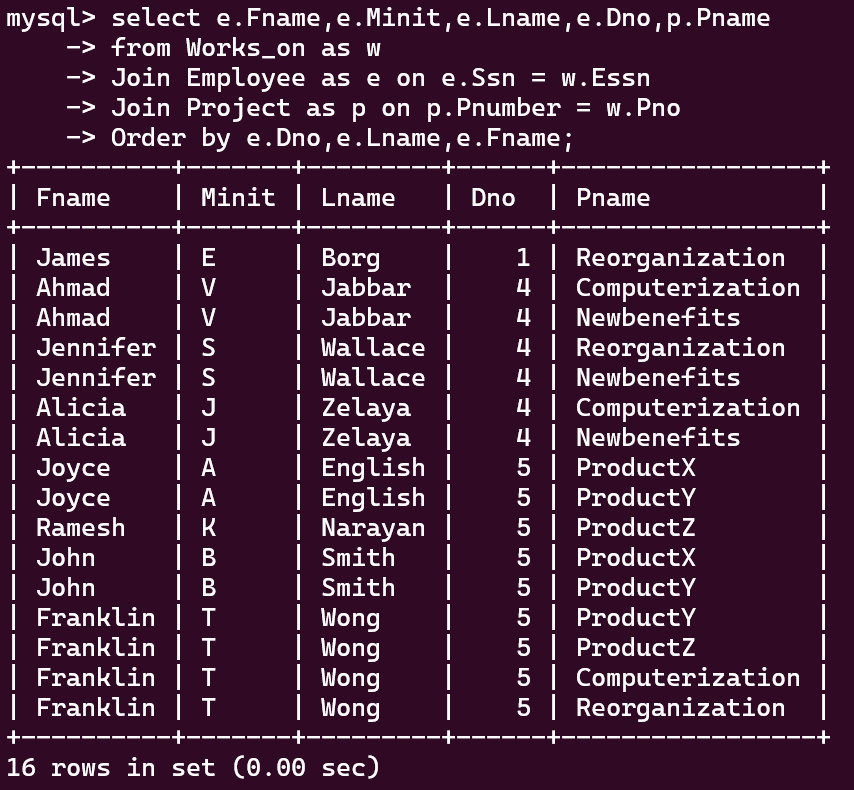 mysql> select e.Fname,e.Minit,e.Lname,e.Dno,p.Pname
    -> from Works_on as w
    -> Join Employee as e on e.Ssn = w.Essn
    -> Join Project as p on p.Pnumber = w.Pno
    -> Order by e.Dno,e.Lname,e.Fname;
+----------+-------+---------+------+-----------------+
| Fname    | Minit | Lname   | Dno  | Pname           |
+----------+-------+---------+------+-----------------+
| James    | E     | Borg    |    1 | Reorganization  |
| Ahmad    | V     | Jabbar  |    4 | Computerization |
| Ahmad    | V     | Jabbar  |    4 | Newbenefits     |
| Jennifer | S     | Wallace |    4 | Reorganization  |
| Jennifer | S     | Wallace |    4 | Newbenefits     |
| Alicia   | J     | Zelaya  |    4 | Computerization |
| Alicia   | J     | Zelaya  |    4 | Newbenefits     |
| Joyce    | A     | English |    5 | ProductX        |
| Joyce    | A     | English |    5 | ProductY        |
| Ramesh   | K     | Narayan |    5 | ProductZ        |
| John     | B     | Smith   |    5 | ProductX        |
| John     | B     | Smith   |    5 | ProductY        |
| Franklin | T     | Wong    |    5 | ProductY        |
| Franklin | T     | Wong    |    5 | ProductZ        |
| Franklin | T     | Wong    |    5 | Computerization |
| Franklin | T     | Wong    |    5 | Reorganization  |
+----------+-------+---------+------+-----------------+
16 rows in set (0.00 sec)